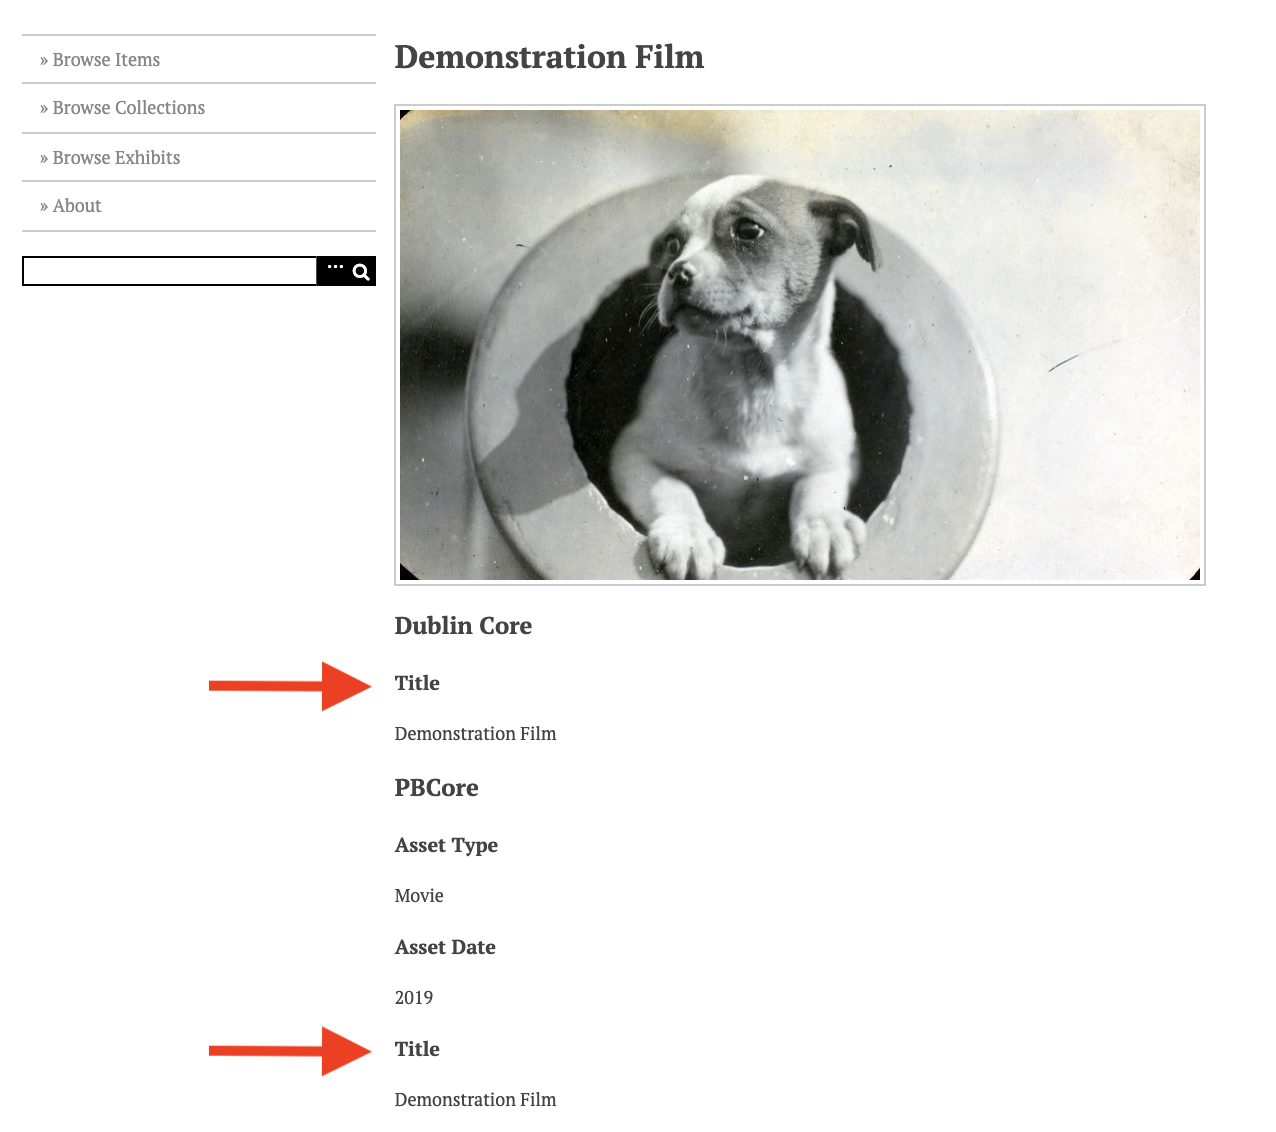 » Browse Items
» Browse Collections
» Browse Exhibits
» About
...
Demonstration Film
Dublin Core
Title
Demonstration Film
PBCore
Asset Type
Movie
Asset Date
2019
Title
Demonstration Film